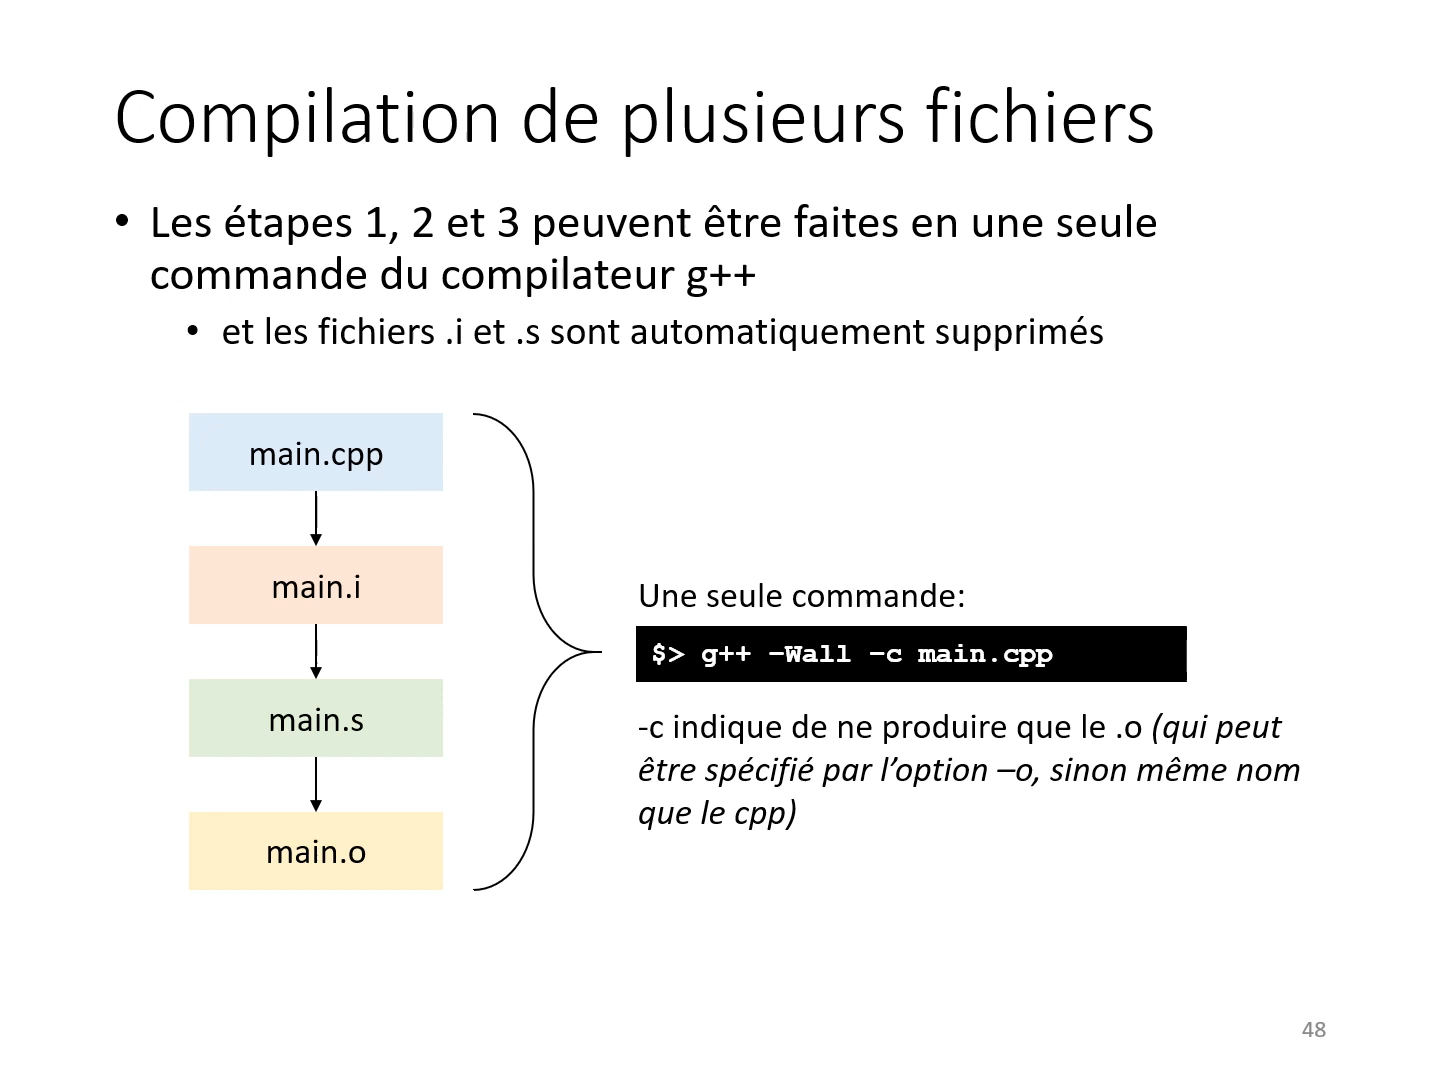 Compilation de plusieurs fichiers
• Les étapes 1, 2 et 3 peuvent être faites en une seule
commande du compilateur g++
• et les fichiers .i et .s sont automatiquement supprimés
main.cpp
main.i
main.s
main.o
Une seule commande:
$> g++ –Wall –c main.cpp
-c indique de ne produire que le .o (qui peut
être spécifié par l’option –o, sinon même nom
que le cpp)
48